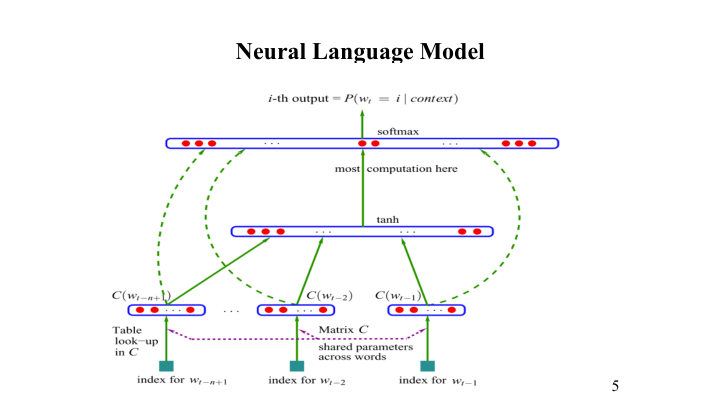 Neural Language Model
i-th output = P(w_t = i | context)
softmax
... ...
most computation here
tanh
... ...
C(w_{t−n+1}) C(w_{t−2}) C(w_{t−1})
... ... ... ...
Table
look−up
in C
Matrix C
shared parameters
across words
index for w_{t−n+1} index for w_{t−2} index for w_{t−1}
5